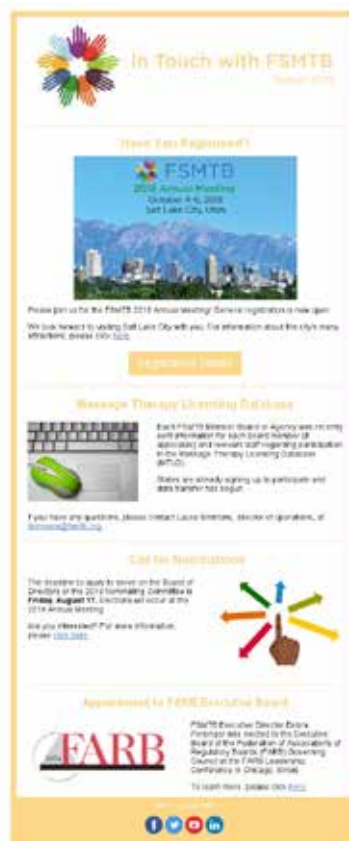 In Touch with FSMTB
August 2018
Have You Registered?
FSMTB
2018 Annual Meeting
October 4-6, 2018
Salt Lake City, Utah
Please join us for the FSMTB 2018 Annual Meeting! General registration is now open.
We look forward to visiting Salt Lake City with you. For information about the city's many
attractions, please click here.
Massage Therapy Licensing Database
Each FSMTB Member Board or Agency was recently
sent information for each board member (if
applicable) and relevant staff regarding participation
in the Massage Therapy Licensing Database
(MTLD).
States are already signing up to participate and
data transfer has begun.
If you have any questions, please contact Laura Simmons, director of operations, at
Call for Nominations
The deadline to apply to serve on the Board of
Directors or the 2019 Nominating Committee is
Friday, August 17. Elections will occur at the
2018 Annual Meeting.
Are you interested? For more information,
please click here.
Appointment to FARB Executive Board
FARB
FSMTB Executive Director Debra
Persinger was elected to the Executive
Board of the Federation of Associations of
Regulatory Boards (FARB) Governing
Council at the FARB Leadership
Conference in Chicago, Illinois.
To learn more, please click here.